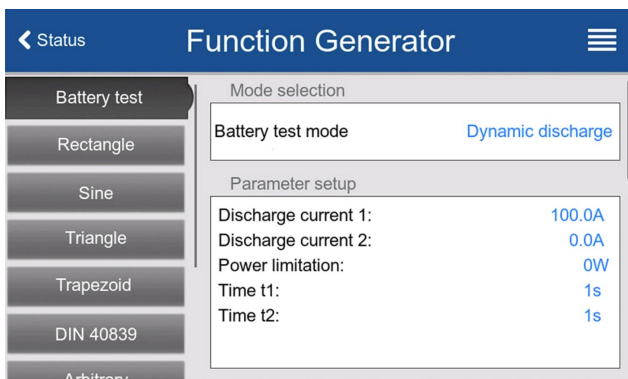 Status
Function Generator
Battery test
Rectangle
Sine
Triangle
Trapezoid
DIN 40839
Arbitrary
Mode selection
Battery test mode Dynamic discharge
Parameter setup
Discharge current 1: 100.0A
Discharge current 2: 0.0A
Power limitation: 0W
Time t1: 1s
Time t2: 1s